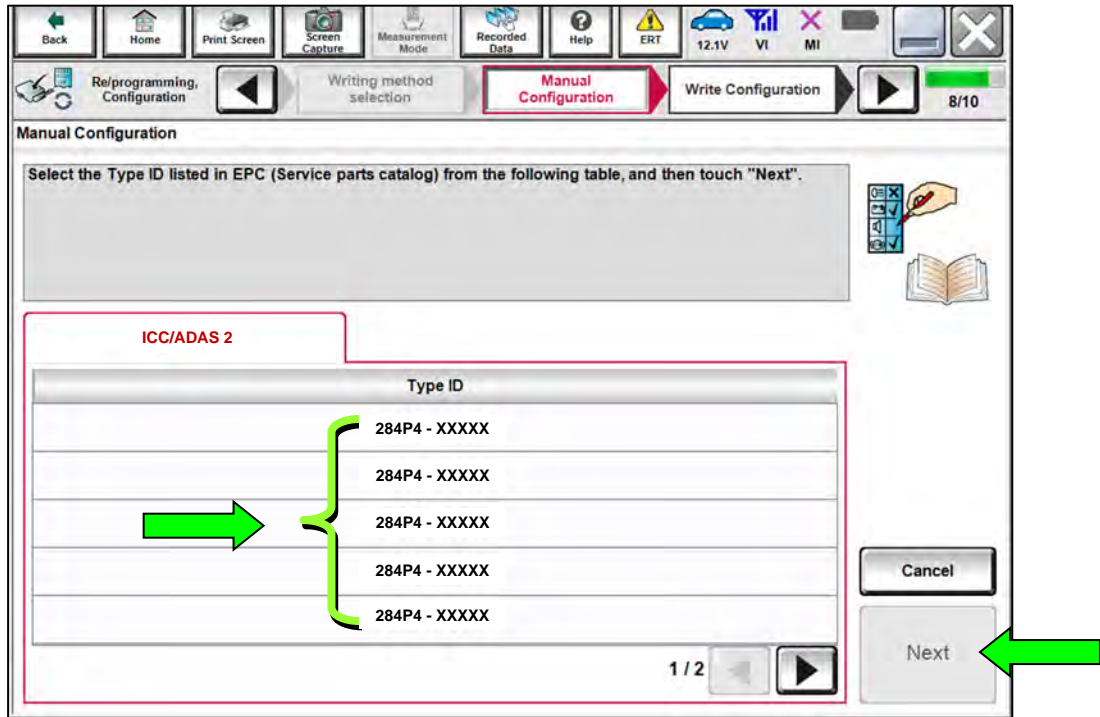 Back
Home
Print Screen
Screen
Capture
Measurement
Mode
Recorded
Data
Help
ERT
12.1V
VI
MI
Re/programming,
Configuration
Writing method
selection
Manual
Configuration
Write Configuration
8/10
Manual Configuration
Select the Type ID listed in EPC (Service parts catalog) from the following table, and then touch "Next".
ICC/ADAS 2
Type ID
284P4 - XXXXX
284P4 - XXXXX
284P4 - XXXXX
284P4 - XXXXX
284P4 - XXXXX
Cancel
1 / 2
Next